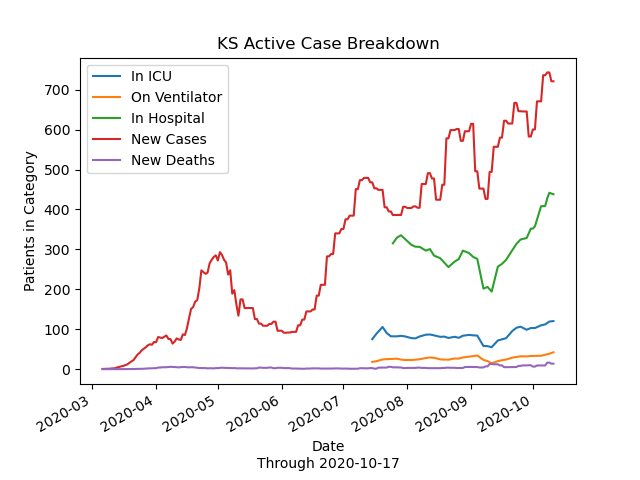 KS Active Case Breakdown
In ICU
On Ventilator
In Hospital
New Cases
New Deaths
Patients in Category
700
600
500
400
300
200
100
0
2020-03
2020-04
2020-05
2020-06
2020-07
2020-08
2020-09
2020-10
Date
Through 2020-10-17